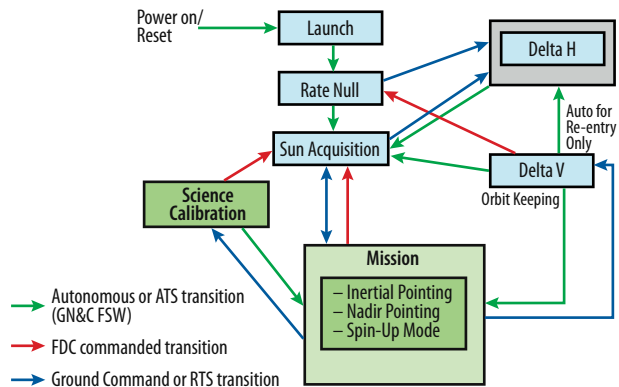 Power on/
Reset
Launch
Delta H
Rate Null
Auto for
Re-entry
Only
Sun Acquisition
Delta V
Orbit Keeping
Science
Calibration
Mission
– Inertial Pointing
– Nadir Pointing
– Spin-Up Mode
Autonomous or ATS transition
(GN&C FSW)
FDC commanded transition
Ground Command or RTS transition